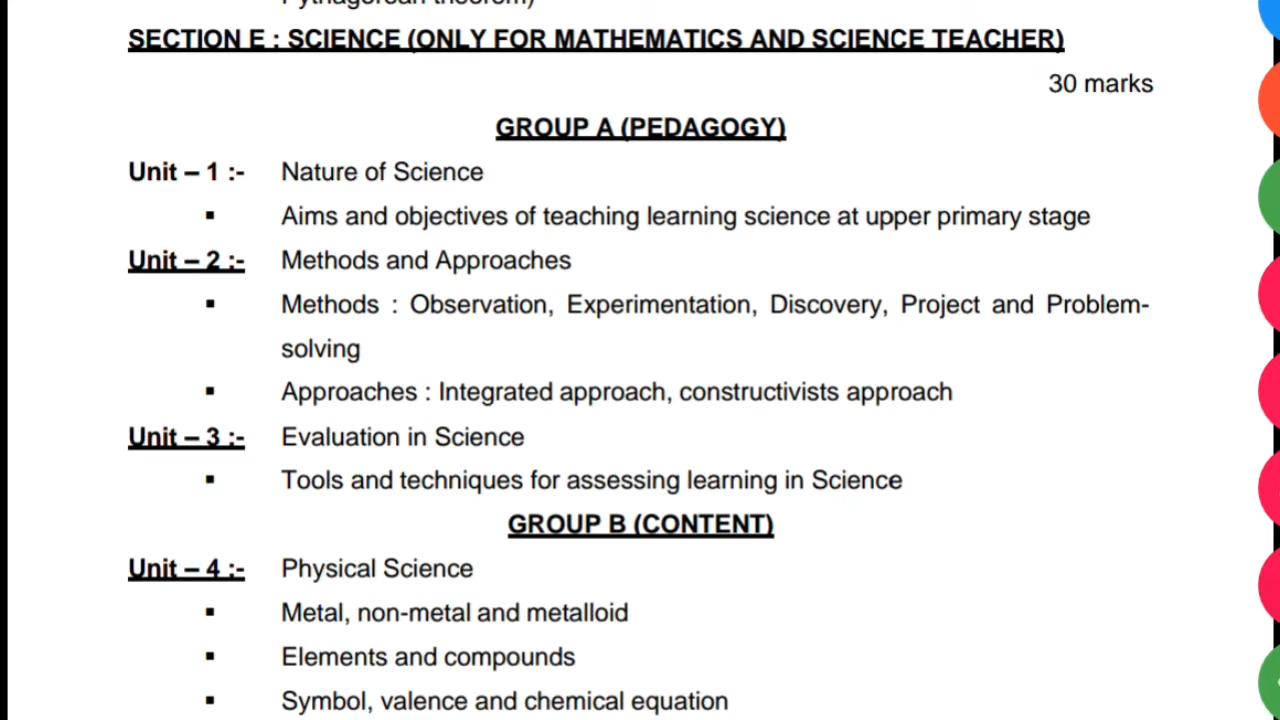 Pythagorean theorem)
SECTION E : SCIENCE (ONLY FOR MATHEMATICS AND SCIENCE TEACHER)
30 marks
GROUP A (PEDAGOGY)
Unit – 1 :- Nature of Science
▪ Aims and objectives of teaching learning science at upper primary stage
Unit – 2 :- Methods and Approaches
▪ Methods : Observation, Experimentation, Discovery, Project and Problem-
solving
▪ Approaches : Integrated approach, constructivists approach
Unit – 3 :- Evaluation in Science
▪ Tools and techniques for assessing learning in Science
GROUP B (CONTENT)
Unit – 4 :- Physical Science
▪ Metal, non-metal and metalloid
▪ Elements and compounds
▪ Symbol, valence and chemical equation